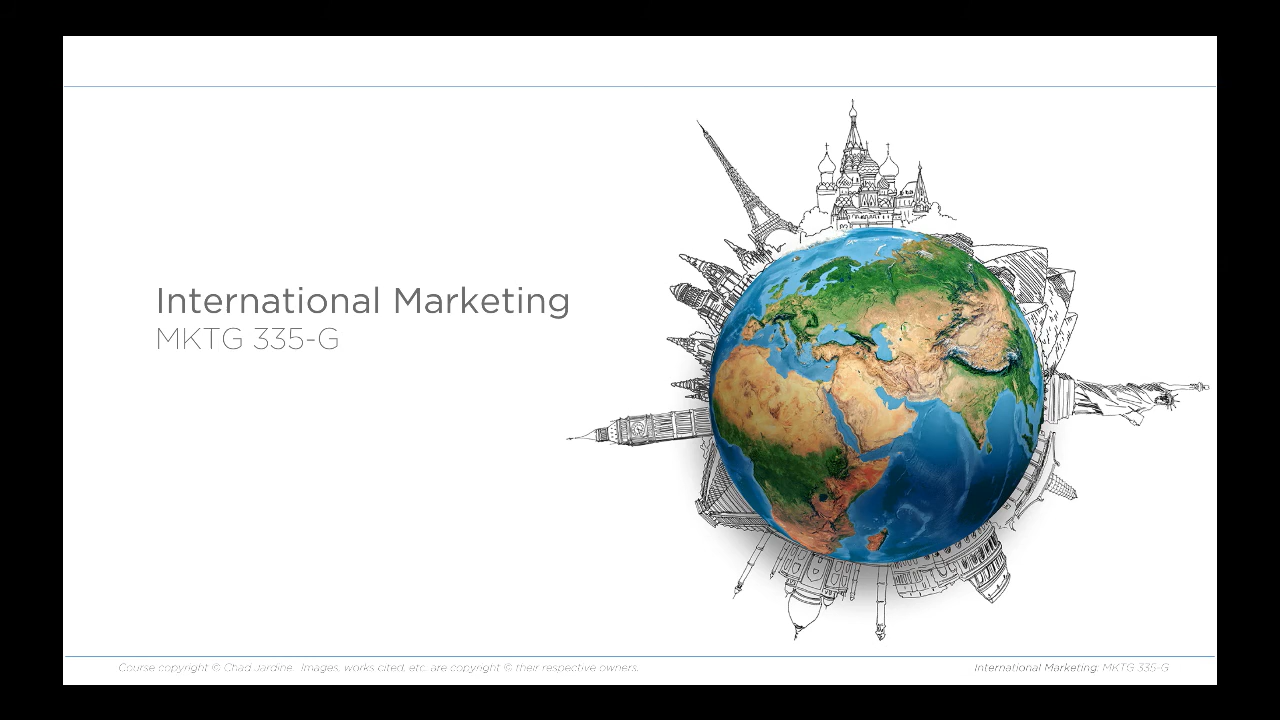 International Marketing
MKTG 335-G
Course copyright © Chad Jardine. Images, works cited, etc. are copyright © their respective owners.
International Marketing: MKTG 335-G